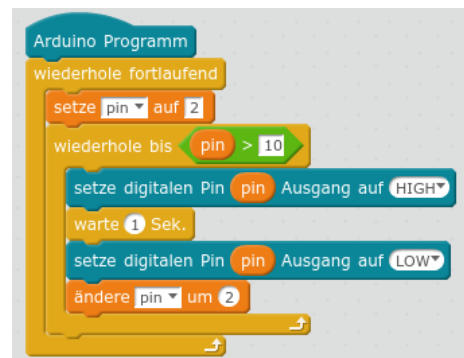 Arduino Programm
wiederhole fortlaufend
setze pin auf 2
wiederhole bis pin > 10
setze digitalen Pin pin Ausgang auf HIGH
warte 1 Sek.
setze digitalen Pin pin Ausgang auf LOW
ändere pin um 2